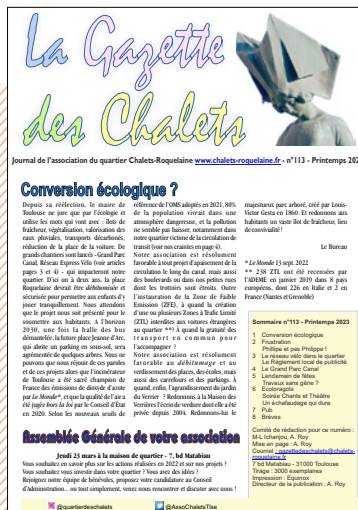 La Gazette
des Chalets
Journal de l'association du quartier Chalets-Roquelaine www.chalets-roquelaine.fr - n°113 - Printemps 202
Conversion écologique ?
Depuis sa réélection, le maire de
Toulouse ne jure que par l'écologie et
utilise les mots qui vont avec : îlots de
fraîcheur, végétalisation, valorisation des
eaux pluviales, transports décarbonés,
réduction de la place de la voiture. De
grands chantiers sont lancés - Grand Parc
Canal, Réseau Express Vélo (voir articles
pages 3 et 4) - qui impacteront notre
quartier. D'ici un à deux ans, la place
Roquelaine devrait être débitumisée et
sécurisée pour permettre aux enfants d'y
jouer tranquillement. Nous attendons
que le projet nous soit présenté pour le
soumettre aux habitants. A l'horizon
2030, une fois la halle des bus
démantelée, la future place Jeanne d'Arc,
qui abrite un parking en sous-sol, sera
agrémentée de quelques arbres. Nous ne
pouvons que nous réjouir de ces paroles
et de ces projets alors que l'incinérateur
de Toulouse a été sacré champion de
France des émissions de dioxyde d'azote
par Le Monde*, et que la qualité de l'air a
été jugée hors la loi par le Conseil d'État
en 2020. Selon les nouveaux seuils de
référence de l'OMS adoptés en 2021, 80%
de la population vivrait dans une
atmosphère dangereuse, et la pollution
ne semble pas baisser, notamment dans
notre quartier victime de la circulation de
transit (voir nos craintes en page 4).
Notre association est résolument
favorable à tout projet d'apaisement de la
circulation le long du canal, mais aussi
des boulevards ou dans nos petites rues
dont les trottoirs sont étroits. Outre
l'instauration de la Zone de Faible
Emission (ZFE), à quand la création
d'une ou plusieurs Zones à Trafic Limité
(ZTL) interdites aux voitures étrangères
au quartier **? À quand la gratuité des
transport en commun pour
l'accompagner ?
Notre association est résolument
favorable au débitumage et au
verdissement des places, des écoles, mais
aussi des carrefours et des parkings. À
quand, enfin, l'agrandissement du jardin
du Verrier ? Redonnons à la Maison des
Verrières l'écrin de verdure dont elle a été
privée depuis 2004. Redonnons-lui le
majestueux parc arboré, créé par Louis-
Victor Gesta en 1860. Et redonnons aux
habitants un vaste îlot de fraîcheur, lieu
de convivialité !
Le Bureau
* Le Monde 13 sept. 2022
** 238 ZTL ont été recensées par
l'ADEME en janvier 2019 dans 8 pays
européens, dont 226 en Italie et 2 en
France (Nantes et Grenoble)
Sommaire n°113 - Printemps 2023
1 Conversion écologique
2 Frustration
Phillipe et pas Philippe !
3 Le réseau vélo dans le quartier
Le Règlement local de publicité
4 Le Grand Parc Canal
5 Lendemain de fêtes
Travaux sans gêne ?
6 Ecologragots
Soirée Chants et Théâtre
Un échafaudage qui dure
7 Pub
8 Brèves
Comité de rédaction pour ce numéro :
M-L Ichanjou, A. Roy
Mise en page : A. Roy
Courriel : gazettedeschalets@chalets-
roquelaine.fr
7 bd Matabiau - 31000 Toulouse
Tirage : 3000 exemplaires
Impression : Equinox
Directeur de la publication : A. Roy
Assemblée Générale de votre association
Jeudi 23 mars à la maison de quartier - 7, bd Matabiau
Vous souhaitez en savoir plus sur les actions réalisées en 2022 et sur nos projets ?
Vous souhaitez vous investir dans votre quartier ? Vous avez des idées ?
Rejoignez notre équipe de bénévoles, proposez votre candidature au Conseil
d'Administration... ou tout simplement, venez nous rencontrer et discuter avec nous !
@quartierdeschalets
@AssoChaletsTlse